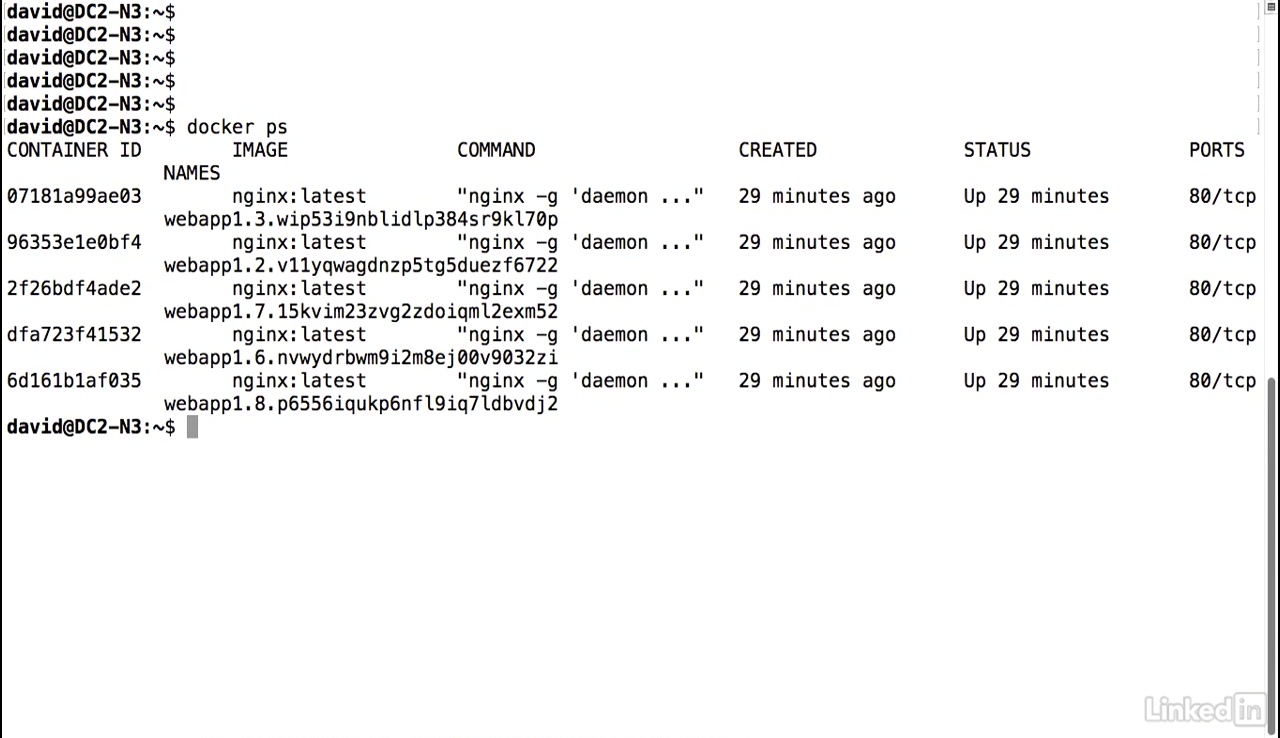 david@DC2-N3:~$
david@DC2-N3:~$
david@DC2-N3:~$
david@DC2-N3:~$
david@DC2-N3:~$
david@DC2-N3:~$ docker ps
CONTAINER ID        IMAGE               COMMAND                  CREATED             STATUS              PORTS
              NAMES
07181a99ae03        nginx:latest        "nginx -g 'daemon ..."   29 minutes ago      Up 29 minutes       80/tcp
              webapp1.3.wip53i9nblidlp384sr9kl70p
96353e1e0bf4        nginx:latest        "nginx -g 'daemon ..."   29 minutes ago      Up 29 minutes       80/tcp
              webapp1.2.v11yqwagdnzp5tg5duezf6722
2f26bdf4ade2        nginx:latest        "nginx -g 'daemon ..."   29 minutes ago      Up 29 minutes       80/tcp
              webapp1.7.15kvim23zvg2zdoiqml2exm52
dfa723f41532        nginx:latest        "nginx -g 'daemon ..."   29 minutes ago      Up 29 minutes       80/tcp
              webapp1.6.nvwydrbwm9i2m8ej00v9032zi
6d161b1af035        nginx:latest        "nginx -g 'daemon ..."   29 minutes ago      Up 29 minutes       80/tcp
              webapp1.8.p6556iqukp6nfl9iq7ldbvdj2
david@DC2-N3:~$
Linked in